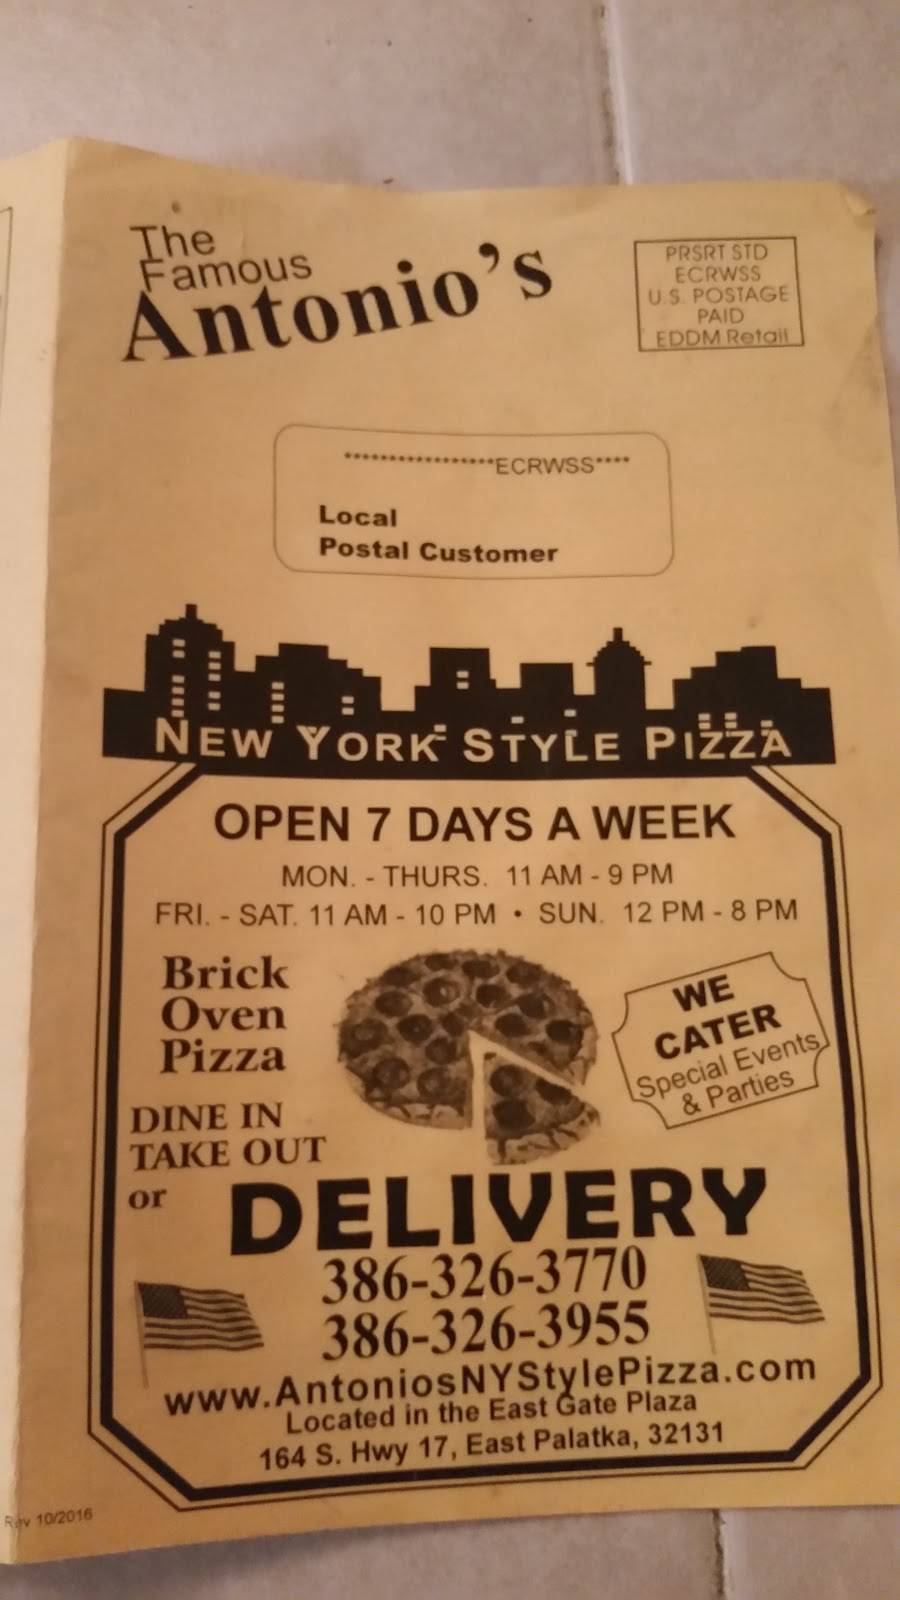 The
Famous
Antonio's
PRSRT STD
ECRWSS
U.S. POSTAGE
PAID
EDDM Retail
*****************ECRWSS****
Local
Postal Customer
NEW YORK STYLE PIZZA
OPEN 7 DAYS A WEEK
MON. - THURS. 11 AM - 9 PM
FRI. - SAT. 11 AM - 10 PM • SUN. 12 PM - 8 PM
Brick
Oven
Pizza
WE
CATER
Special Events
& Parties
DINE IN
TAKE OUT
or DELIVERY
386-326-3770
386-326-3955
www.AntoniosNYStylePizza.com
Located in the East Gate Plaza
164 S. Hwy 17, East Palatka, 32131
Rev 10/2016